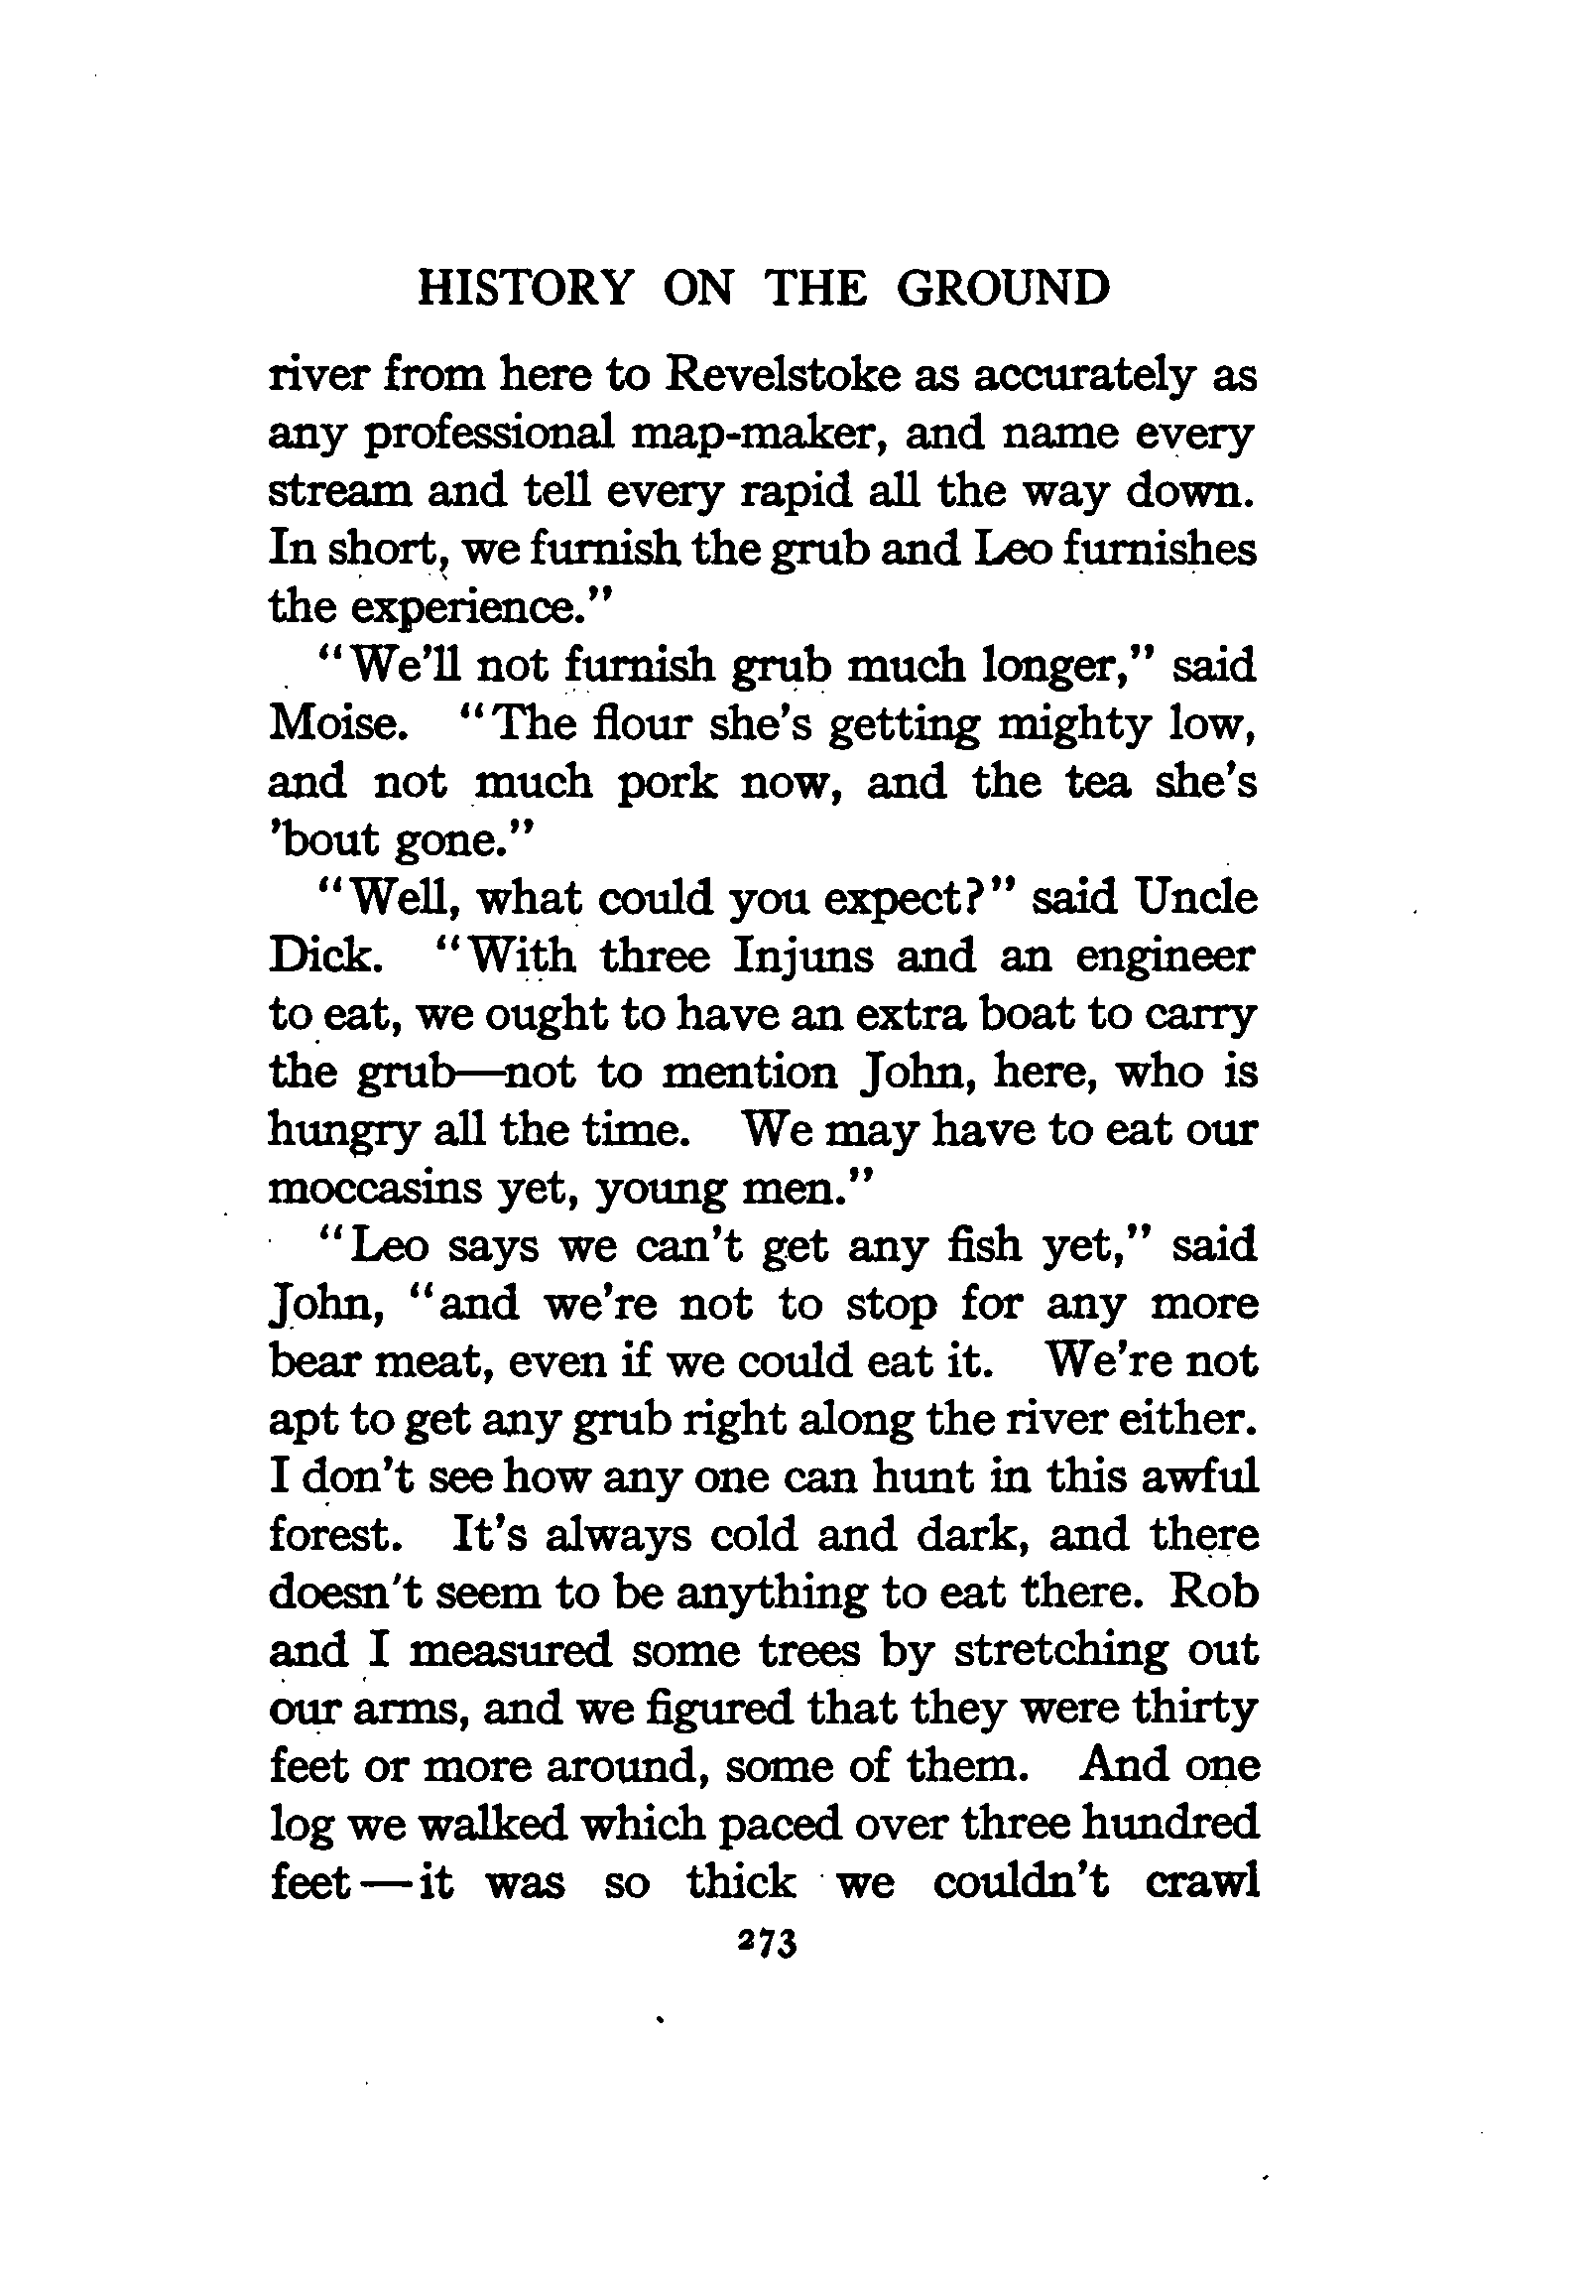 HISTORY ON THE GROUND
river from here to Revelstoke as accurately as
any professional map-maker, and name every
stream and tell every rapid all the way down.
In short, we furnish the grub and Leo furnishes
the experience."
"We'll not furnish grub much longer," said
Moise. "The flour she's getting mighty low,
and not much pork now, and the tea she's
'bout gone."
"Well, what could you expect?" said Uncle
Dick. "With three Injuns and an engineer
to eat, we ought to have an extra boat to carry
the grub—not to mention John, here, who is
hungry all the time. We may have to eat our
moccasins yet, young men."
"Leo says we can't get any fish yet," said
John, "and we're not to stop for any more
bear meat, even if we could eat it. We're not
apt to get any grub right along the river either.
I don't see how any one can hunt in this awful
forest. It's always cold and dark, and there
doesn't seem to be anything to eat there. Rob
and I measured some trees by stretching out
our arms, and we figured that they were thirty
feet or more around, some of them. And one
log we walked which paced over three hundred
feet—it was so thick we couldn't crawl
273